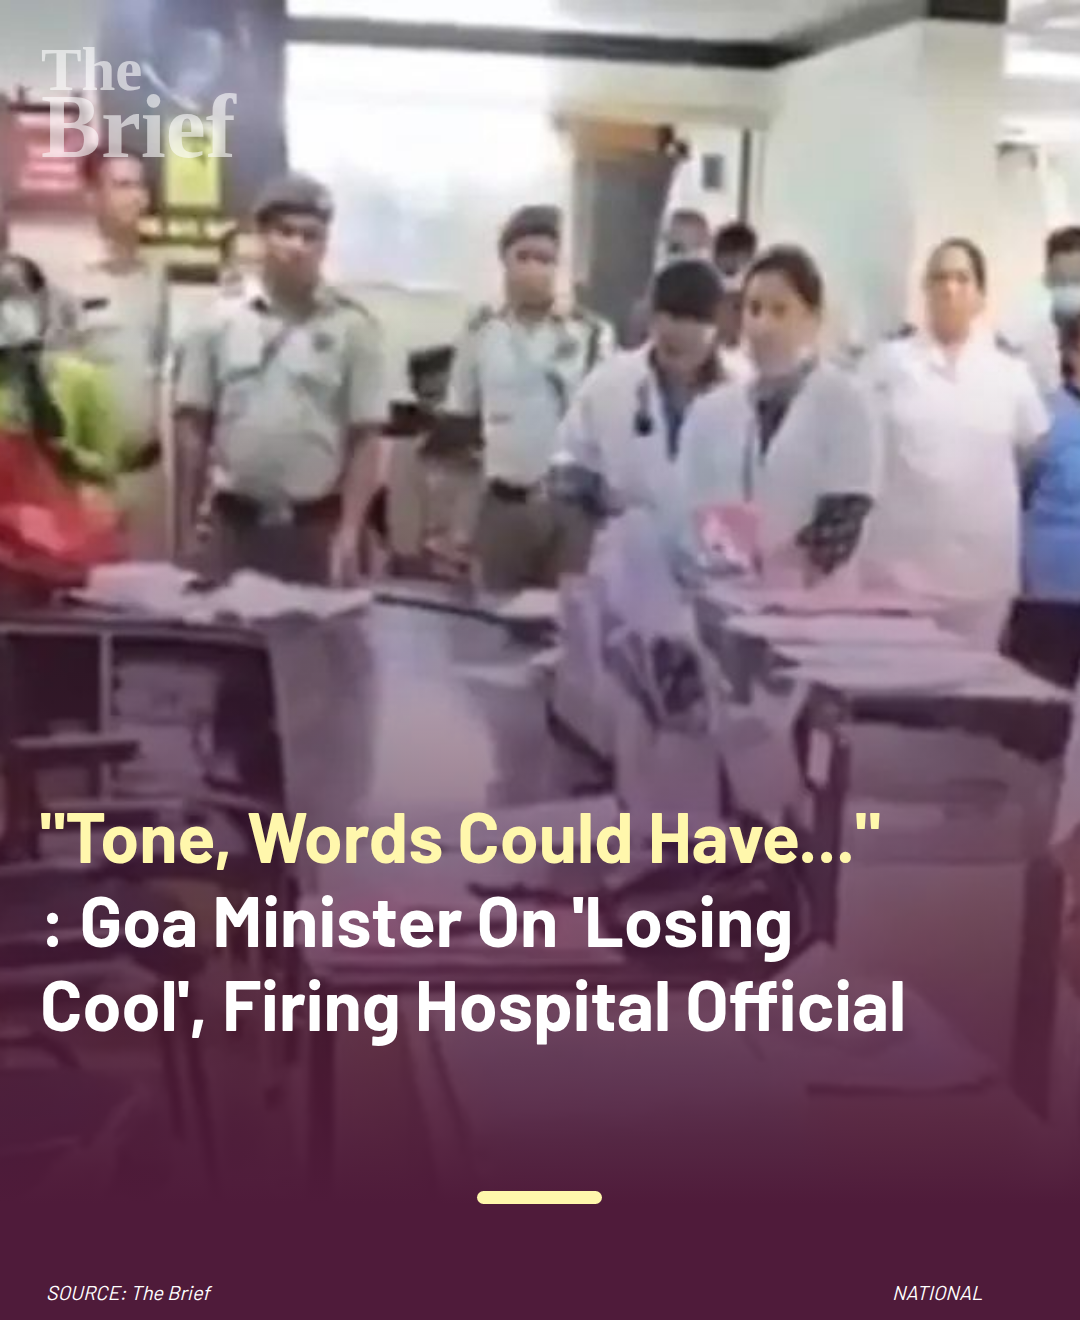 The
Brief
"Tone, Words Could Have..."
: Goa Minister On 'Losing
Cool', Firing Hospital Official
SOURCE: The Brief
NATIONAL